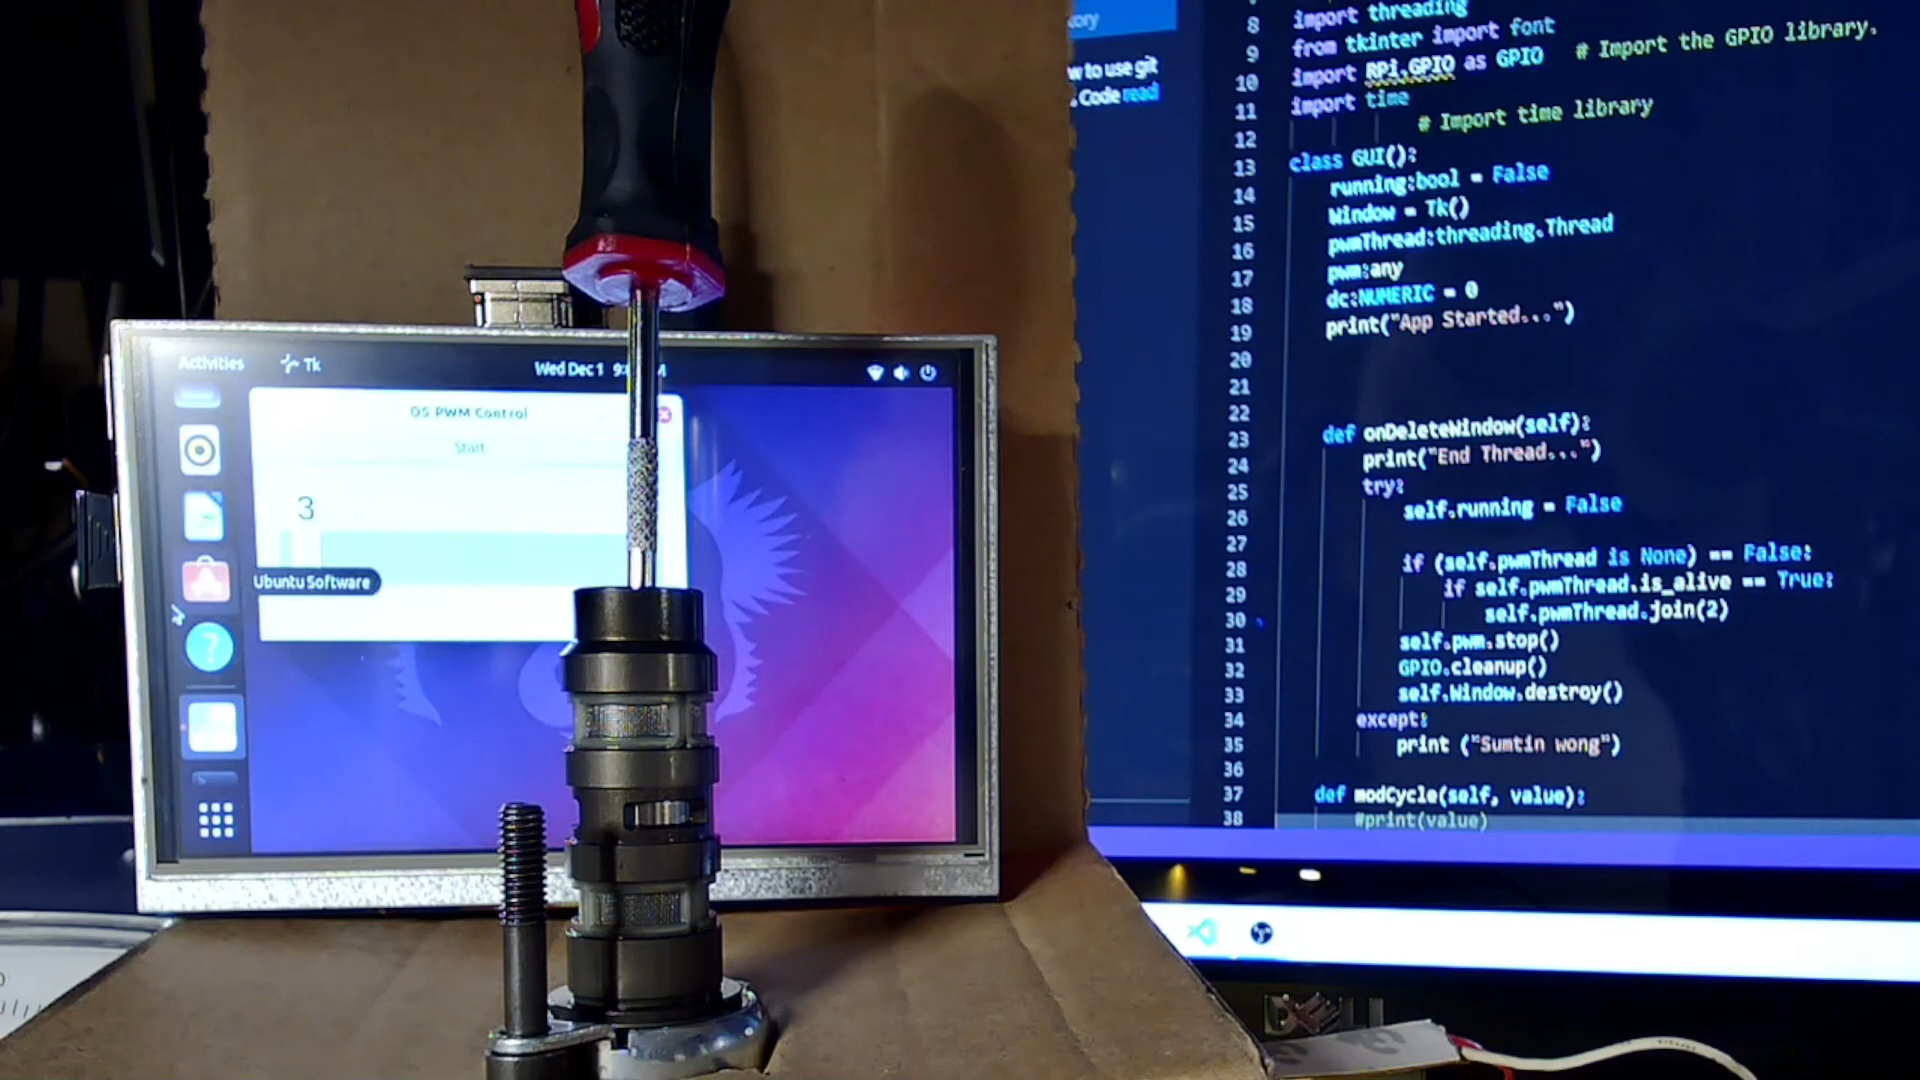 Activities
Tk
Wed Dec 1
OS PWM Control
Start
3
Ubuntu Software
?
w to use git
. Code read
8 import threading
9 from tkinter import font
10 import RPi.GPIO as GPIO # Import the GPIO library.
11 import time
12 # Import time library
13 class GUI():
14 running:bool = False
15 Window = Tk()
16 pwmThread:threading.Thread
17 pwm:any
18 dc:NUMERIC = 0
19 print("App Started...")
20
21
22
23 def onDeleteWindow(self):
24 print("End Thread...")
25 try:
26 self.running = False
27
28 if (self.pwmThread is None) == False:
29 if self.pwmThread.is_alive == True:
30 self.pwmThread.join(2)
31 self.pwm.stop()
32 GPIO.cleanup()
33 self.Window.destroy()
34 except:
35 print ("Sumtin wong")
36
37 def modCycle(self, value):
38 #print(value)
DELL